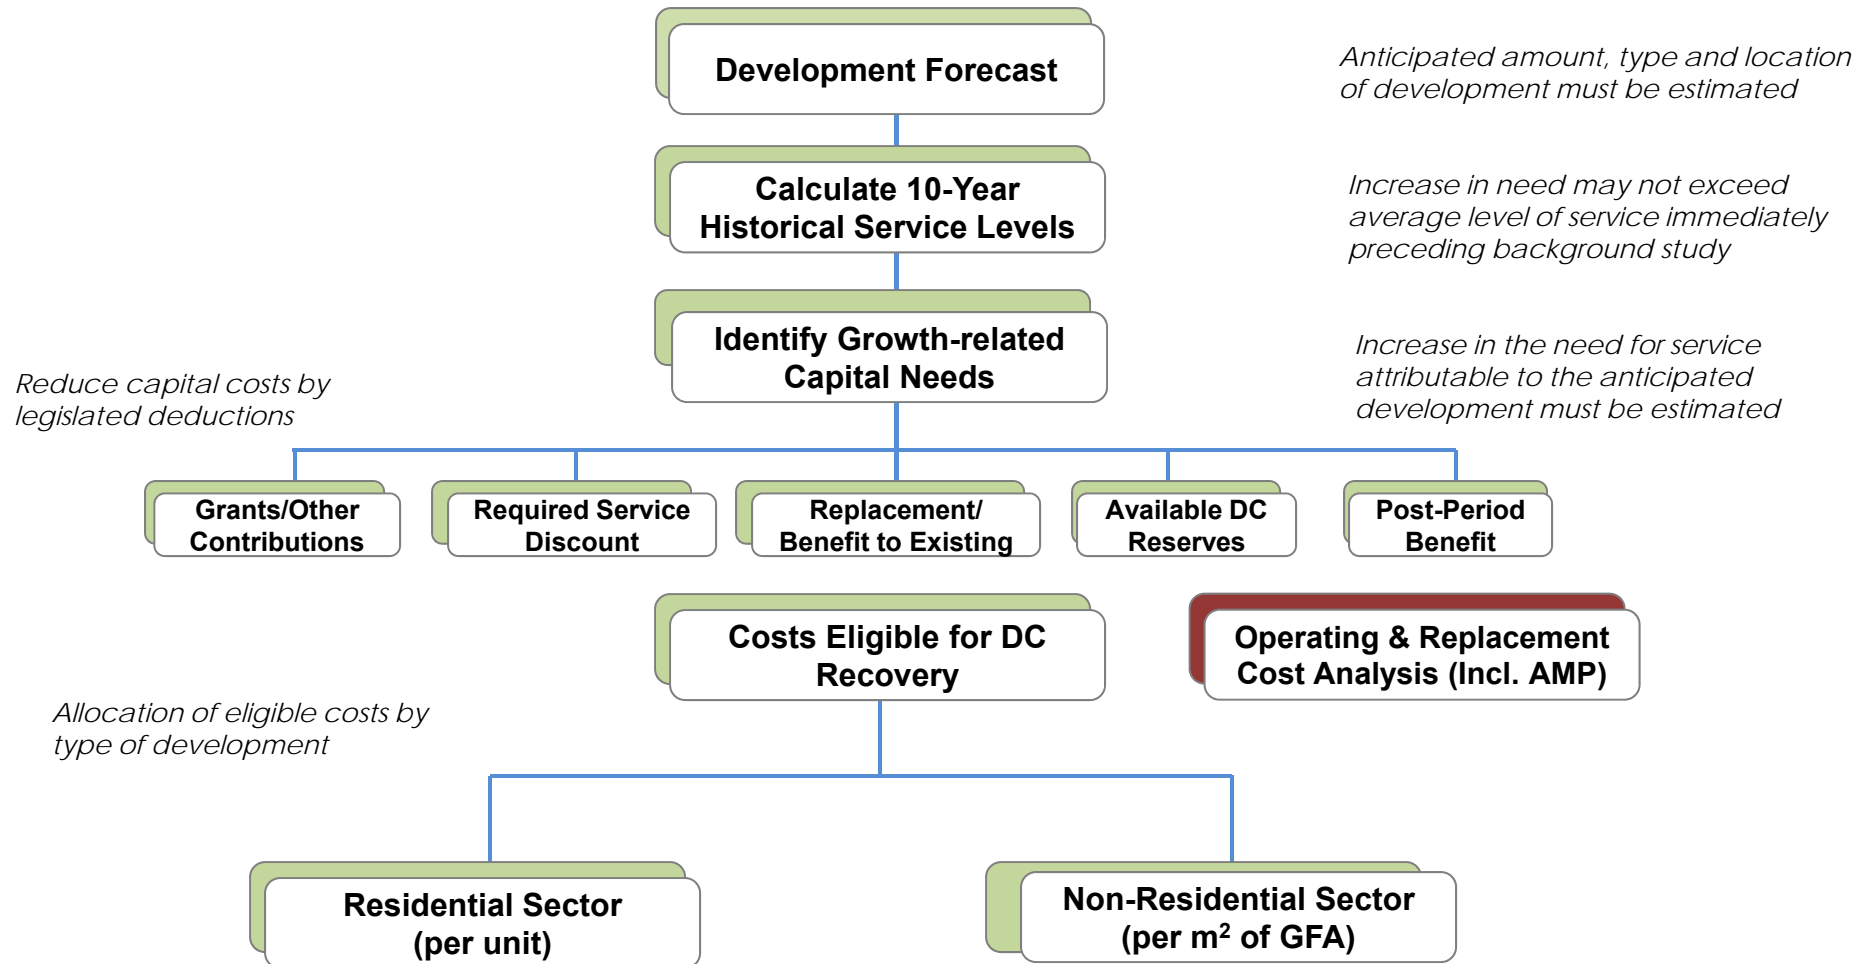 Development Forecast
Anticipated amount, type and location
of development must be estimated
Calculate 10-Year
Historical Service Levels
Increase in need may not exceed
average level of service immediately
preceding background study
Identify Growth-related
Capital Needs
Increase in the need for service
attributable to the anticipated
development must be estimated
Reduce capital costs by
legislated deductions
Grants/Other
Contributions
Required Service
Discount
Replacement/
Benefit to Existing
Available DC
Reserves
Post-Period
Benefit
Costs Eligible for DC
Recovery
Operating & Replacement
Cost Analysis (Incl. AMP)
Allocation of eligible costs by
type of development
Residential Sector
(per unit)
Non-Residential Sector
(per m² of GFA)